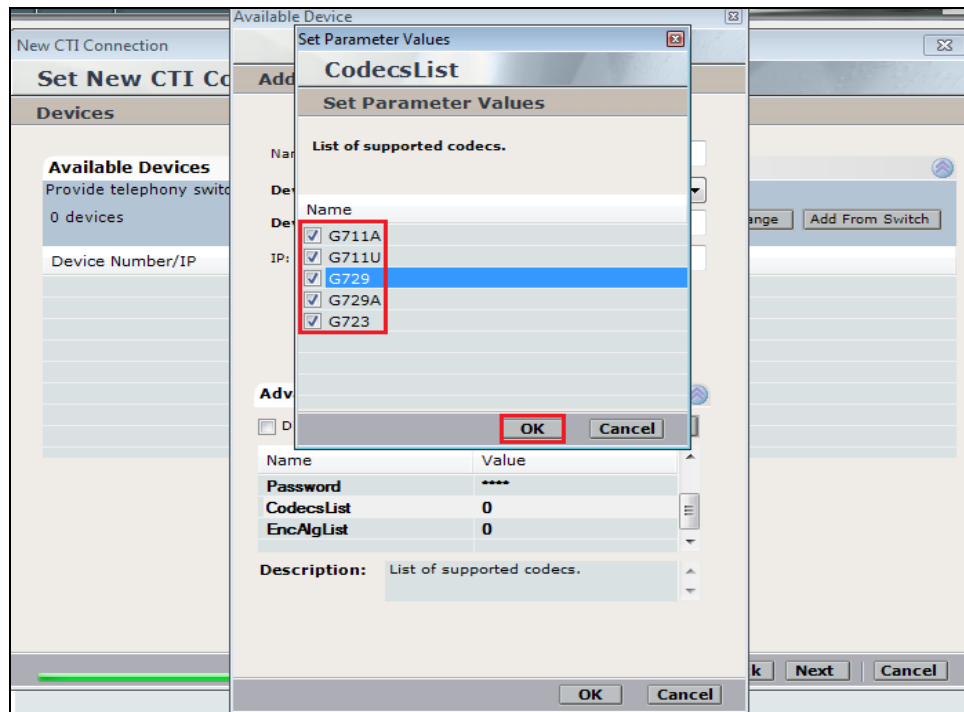 Available Device
New CTI Connection
Set New CTI Co
Devices
Available Devices
Provide telephony switc
0 devices
ange
Add From Switch
Device Number/IP
Add
Nar
Dev
Dev
IP:
Set Parameter Values
CodecsList
Set Parameter Values
List of supported codecs.
Name
G711A
G711U
G729
G729A
G723
OK Cancel
Adv
D
Name Value
Password ****
CodecsList 0
EncAlgList 0
Description: List of supported codecs.
OK Cancel
k Next Cancel